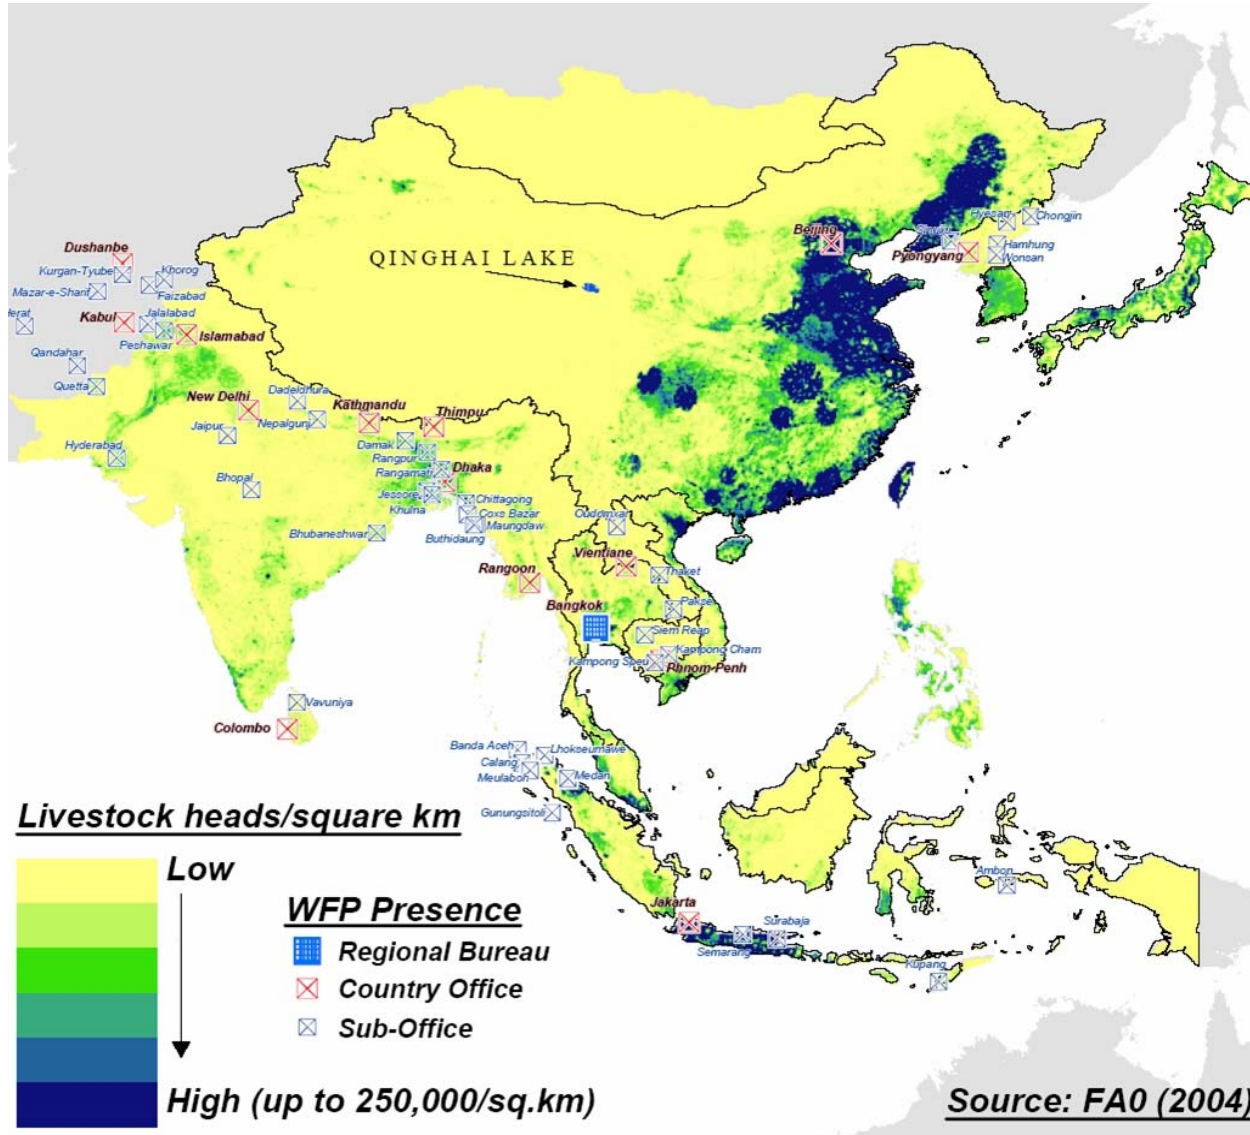 Hyesan
Chongjin
Sinuiju
Beijing
Hamhung
Pyongyang
Wonsan
Dushanbe
QINGHAI LAKE
Kurgan-Tyube
Khorog
Mazar-e-Sharif
Faizabad
Herat
Kabul
Jalalabad
Peshawar
Islamabad
Qandahar
Quetta
Dadeldhura
New Delhi
Kathmandu
Thimpu
Nepalgunj
Jaipur
Damak
Hyderabad
Rangpur
Rangamati
Dhaka
Bhopal
Jessore
Khulna
Chittagong
Coxs Bazar
Maungdaw
Oudomxar
Bhubaneshwar
Buthidaung
Vientiane
Rangoon
Thaket
Bangkok
Pakse
Siem Reap
Kampong Cham
Kampong Speu
Phnom-Penh
Vavuniya
Colombo
Banda Aceh
Lhokseumawe
Calang
Meulaboh
Medan
Gunungsitoli
Livestock heads/square km
Low
Ambon
Jakarta
WFP Presence
Surabaja
Regional Bureau
Semarang
Kupang
Country Office
Sub-Office
High (up to 250,000/sq.km)
Source: FA0 (2004)